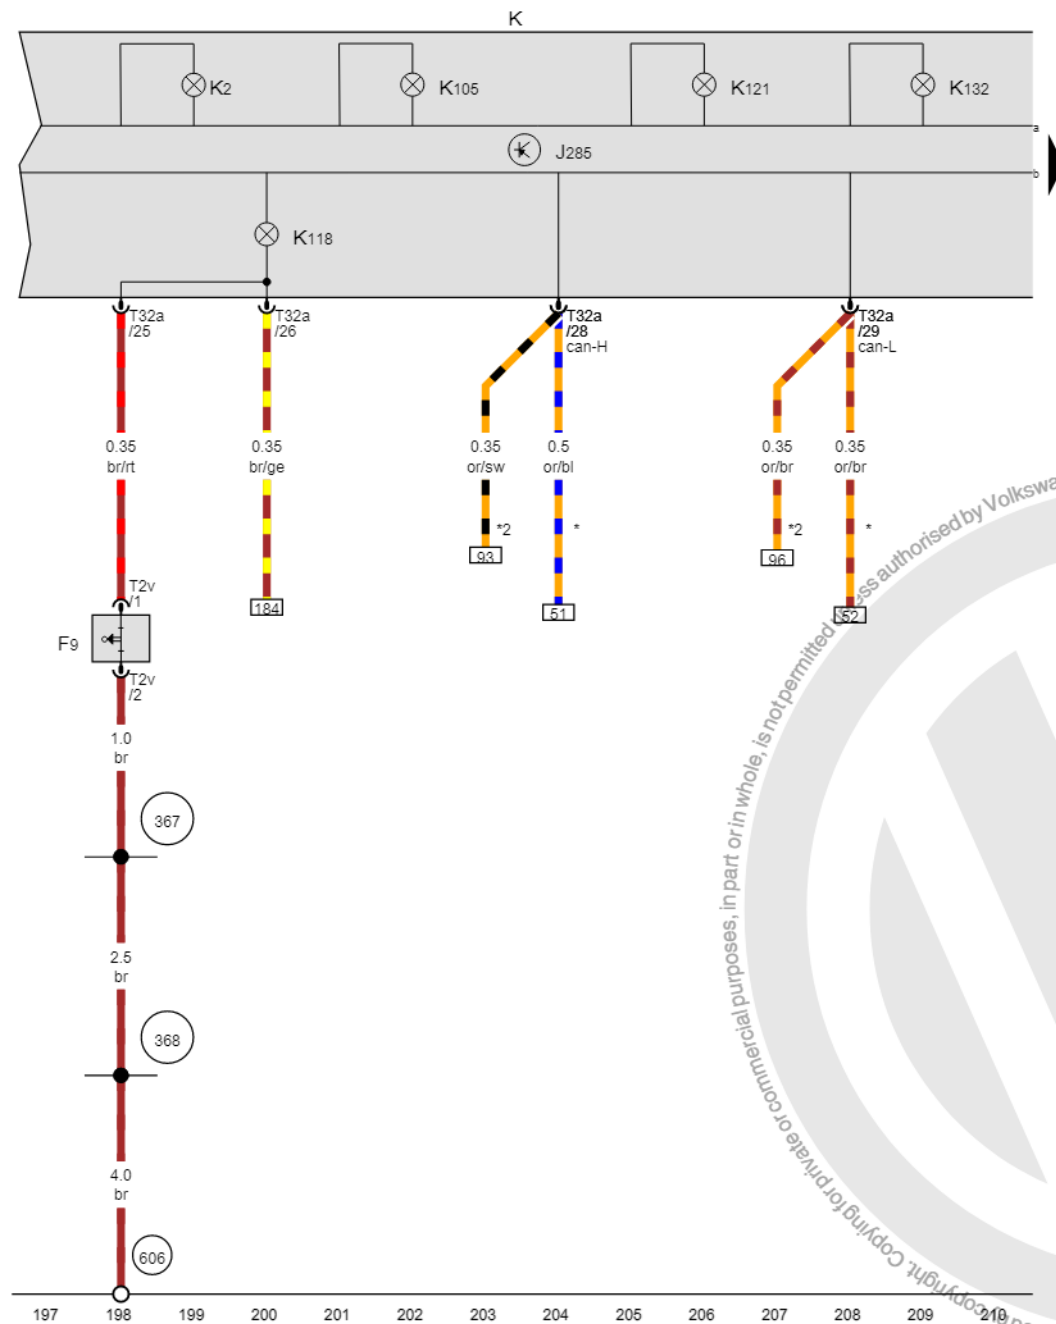 K
K2
K105
K121
K132
a
J285
b
K118
T32a
/25
T32a
/26
T32a
/28
can-H
T32a
/29
can-L
0.35
br/rt
0.35
br/ge
0.35
or/sw
0.5
or/bl
0.35
or/br
0.35
or/br
*2
*
*2
*
93
96
184
51
52
T2v
/1
F9
T2v
/2
1.0
br
367
2.5
br
368
4.0
br
606
197 198 199 200 201 202 203 204 205 206 207 208 209 210
copyright. Copying for private or commercial purposes, in part or in whole, is not permitted unless authorised by Volkswa